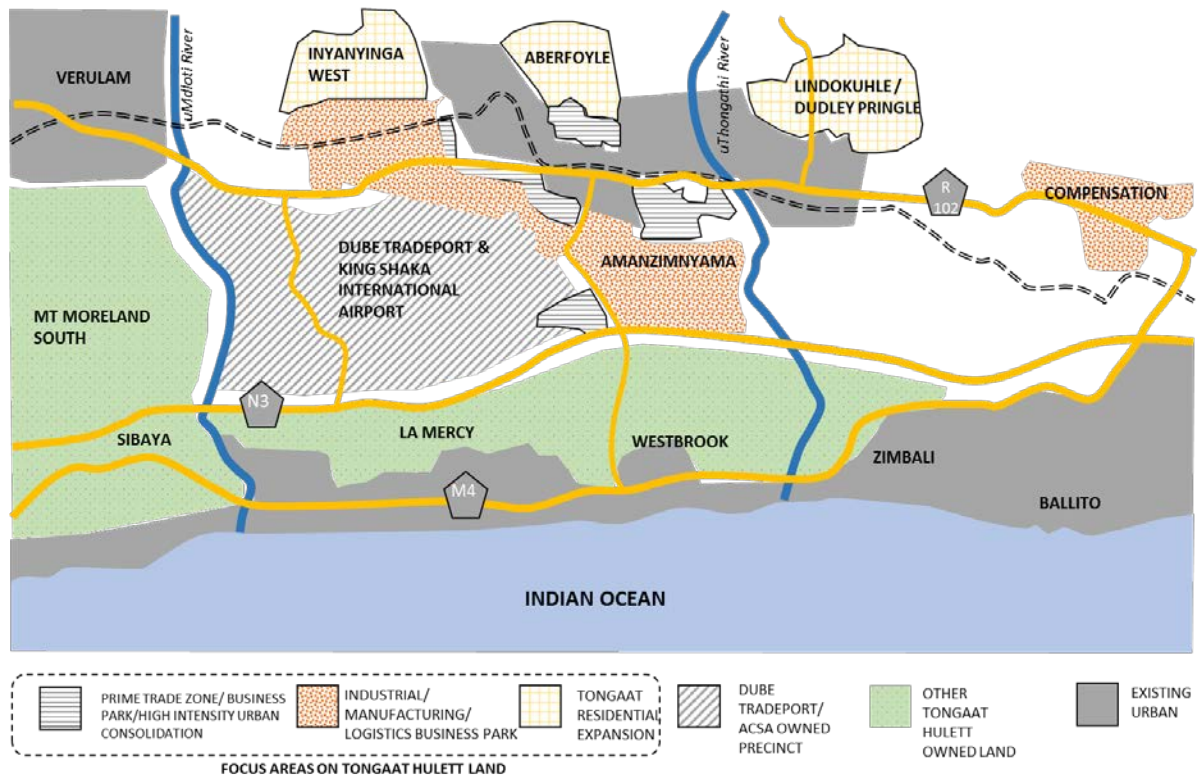 VERULAM
uMdloti River
INYANYINGA
WEST
ABERFOYLE
uThongathi River
LINDOKUHLE /
DUDLEY PRINGLE
R
102
COMPENSATION
DUBE TRADEPORT &
KING SHAKA
INTERNATIONAL
AIRPORT
AMANZIMNYAMA
MT MORELAND
SOUTH
N3
SIBAYA
LA MERCY
WESTBROOK
ZIMBALI
M4
BALLITO
INDIAN OCEAN
PRIME TRADE ZONE/ BUSINESS
PARK/HIGH INTENSITY URBAN
CONSOLIDATION
INDUSTRIAL/
MANUFACTURING/
LOGISTICS BUSINESS PARK
TONGAAT
RESIDENTIAL
EXPANSION
DUBE
TRADEPORT/
ACSA OWNED
PRECINCT
OTHER
TONGAAT
HULETT
OWNED LAND
EXISTING
URBAN
FOCUS AREAS ON TONGAAT HULETT LAND